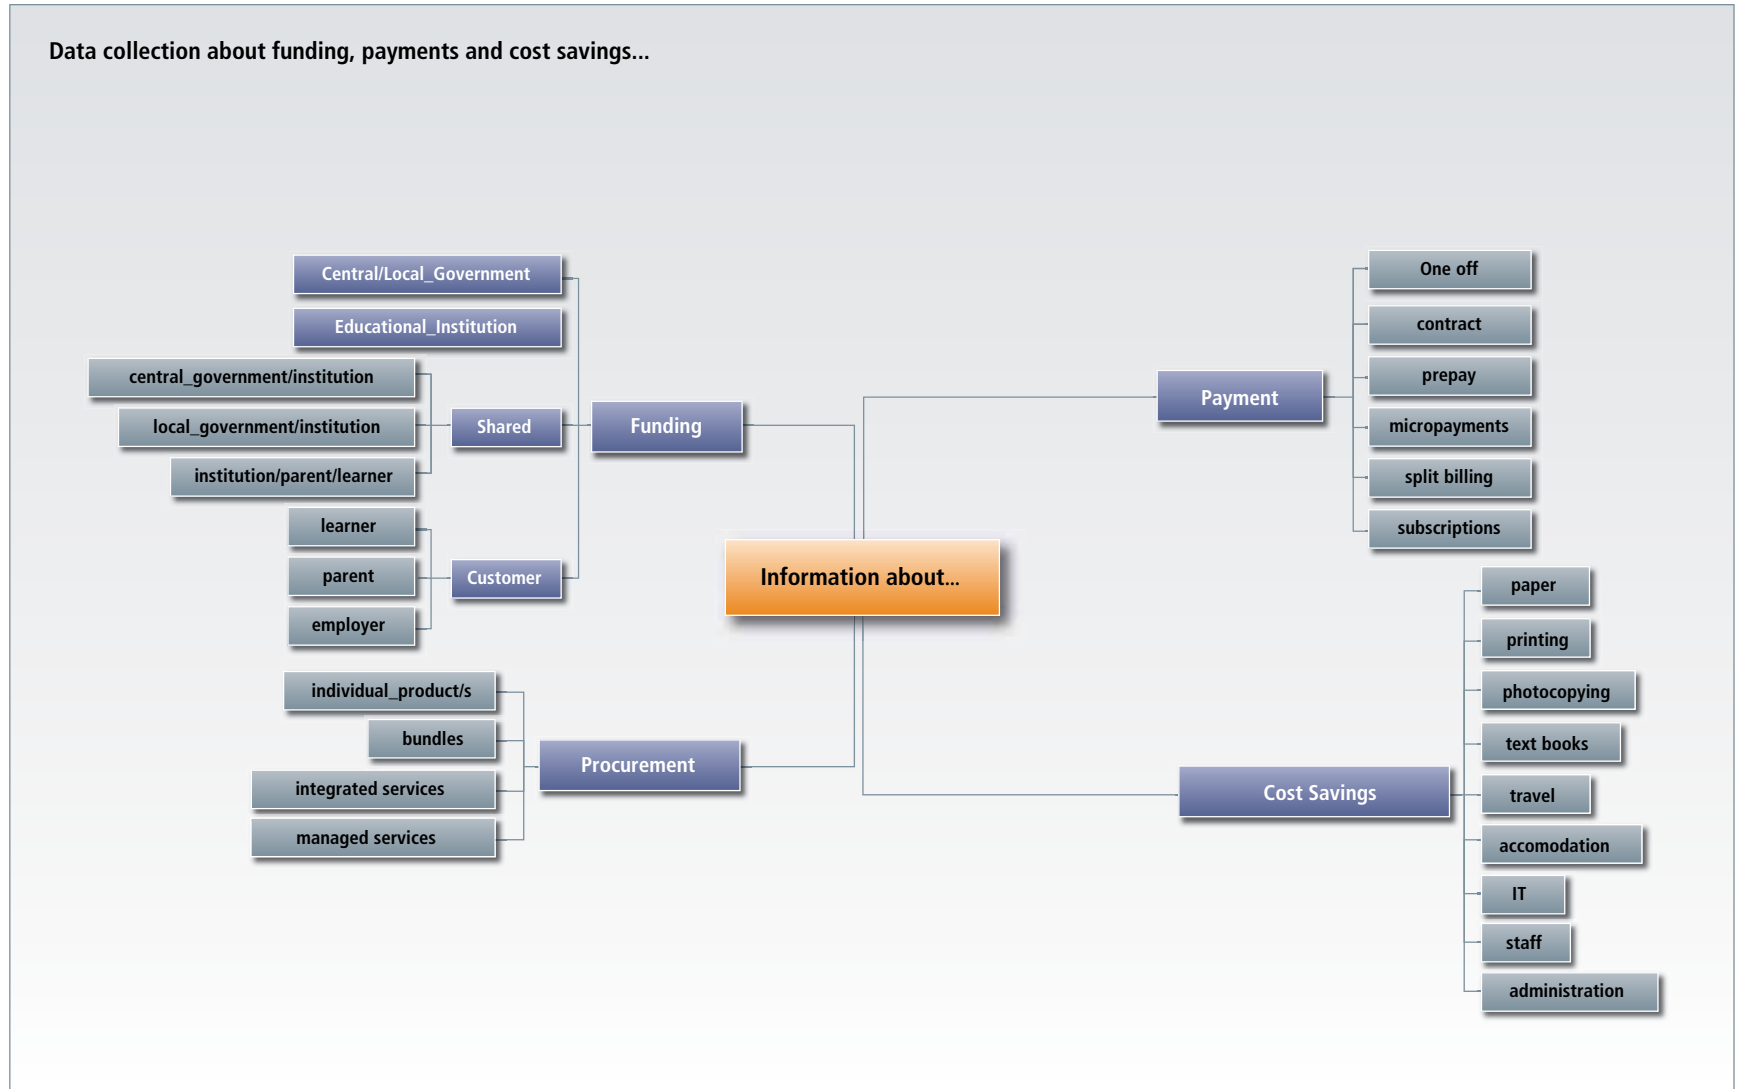 Data collection about funding, payments and cost savings...
Central/Local_Government
Educational_Institution
central_government/institution
local_government/institution
institution/parent/learner
Shared
Funding
learner
parent
employer
Customer
individual_product/s
bundles
integrated services
managed services
Procurement
Information about...
Payment
One off
contract
prepay
micropayments
split billing
subscriptions
Cost Savings
paper
printing
photocopying
text books
travel
accomodation
IT
staff
administration